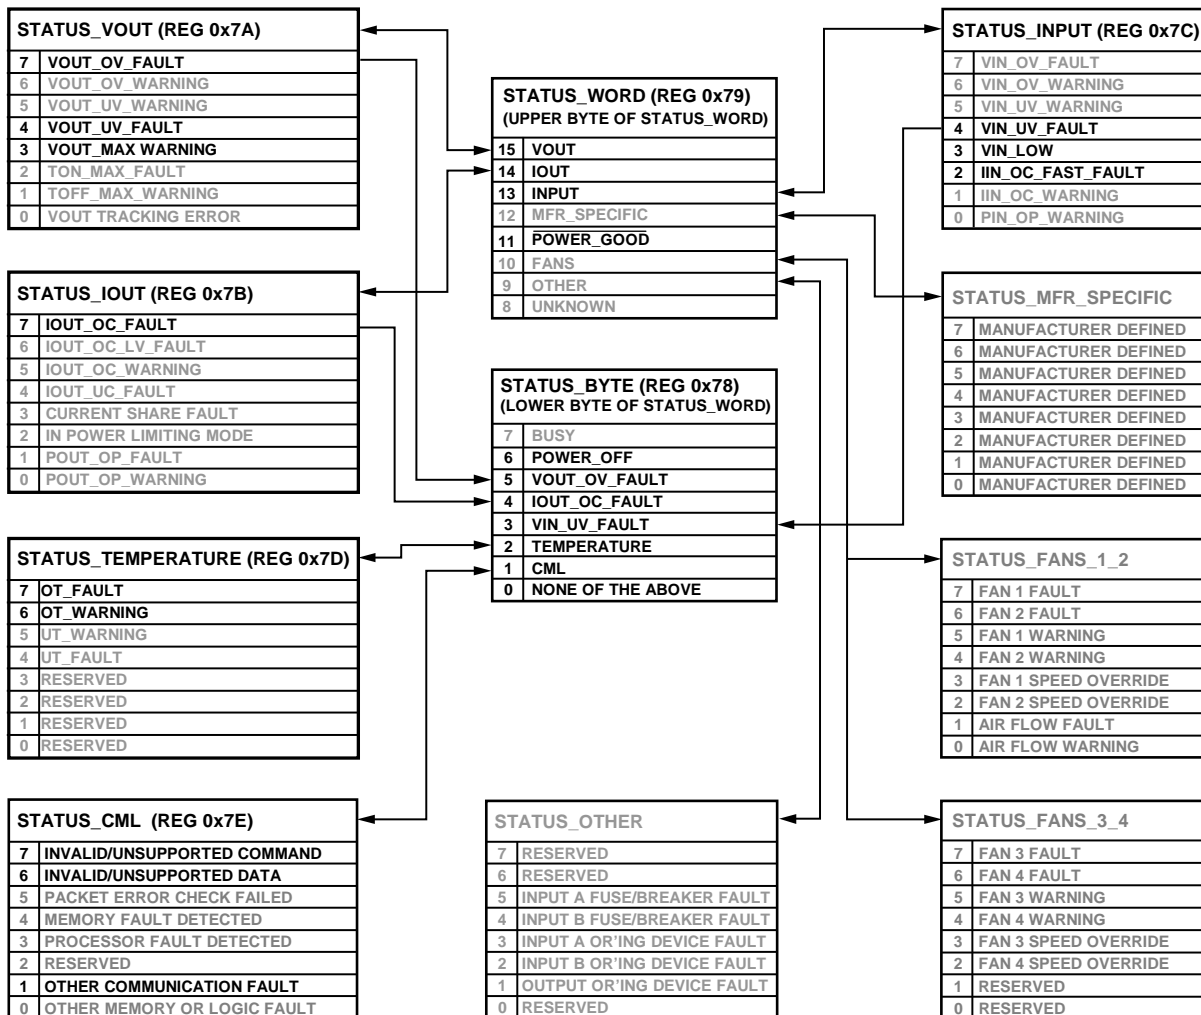 STATUS_VOUT (REG 0x7A)
7 VOUT_OV_FAULT
6 VOUT_OV_WARNING
5 VOUT_UV_WARNING
4 VOUT_UV_FAULT
3 VOUT_MAX WARNING
2 TON_MAX_FAULT
1 TOFF_MAX_WARNING
0 VOUT TRACKING ERROR
STATUS_IOUT (REG 0x7B)
7 IOUT_OC_FAULT
6 IOUT_OC_LV_FAULT
5 IOUT_OC_WARNING
4 IOUT_UC_FAULT
3 CURRENT SHARE FAULT
2 IN POWER LIMITING MODE
1 POUT_OP_FAULT
0 POUT_OP_WARNING
STATUS_TEMPERATURE (REG 0x7D)
7 OT_FAULT
6 OT_WARNING
5 UT_WARNING
4 UT_FAULT
3 RESERVED
2 RESERVED
1 RESERVED
0 RESERVED
STATUS_CML (REG 0x7E)
7 INVALID/UNSUPPORTED COMMAND
6 INVALID/UNSUPPORTED DATA
5 PACKET ERROR CHECK FAILED
4 MEMORY FAULT DETECTED
3 PROCESSOR FAULT DETECTED
2 RESERVED
1 OTHER COMMUNICATION FAULT
0 OTHER MEMORY OR LOGIC FAULT
STATUS_WORD (REG 0x79)
(UPPER BYTE OF STATUS_WORD)
15 VOUT
14 IOUT
13 INPUT
12 MFR_SPECIFIC
11 POWER_GOOD
10 FANS
9 OTHER
8 UNKNOWN
STATUS_BYTE (REG 0x78)
(LOWER BYTE OF STATUS_WORD)
7 BUSY
6 POWER_OFF
5 VOUT_OV_FAULT
4 IOUT_OC_FAULT
3 VIN_UV_FAULT
2 TEMPERATURE
1 CML
0 NONE OF THE ABOVE
STATUS_OTHER
7 RESERVED
6 RESERVED
5 INPUT A FUSE/BREAKER FAULT
4 INPUT B FUSE/BREAKER FAULT
3 INPUT A OR'ING DEVICE FAULT
2 INPUT B OR'ING DEVICE FAULT
1 OUTPUT OR'ING DEVICE FAULT
0 RESERVED
STATUS_INPUT (REG 0x7C)
7 VIN_OV_FAULT
6 VIN_OV_WARNING
5 VIN_UV_WARNING
4 VIN_UV_FAULT
3 VIN_LOW
2 IIN_OC_FAST_FAULT
1 IIN_OC_WARNING
0 PIN_OP_WARNING
STATUS_MFR_SPECIFIC
7 MANUFACTURER DEFINED
6 MANUFACTURER DEFINED
5 MANUFACTURER DEFINED
4 MANUFACTURER DEFINED
3 MANUFACTURER DEFINED
2 MANUFACTURER DEFINED
1 MANUFACTURER DEFINED
0 MANUFACTURER DEFINED
STATUS_FANS_1_2
7 FAN 1 FAULT
6 FAN 2 FAULT
5 FAN 1 WARNING
4 FAN 2 WARNING
3 FAN 1 SPEED OVERRIDE
2 FAN 2 SPEED OVERRIDE
1 AIR FLOW FAULT
0 AIR FLOW WARNING
STATUS_FANS_3_4
7 FAN 3 FAULT
6 FAN 4 FAULT
5 FAN 3 WARNING
4 FAN 4 WARNING
3 FAN 3 SPEED OVERRIDE
2 FAN 4 SPEED OVERRIDE
1 RESERVED
0 RESERVED